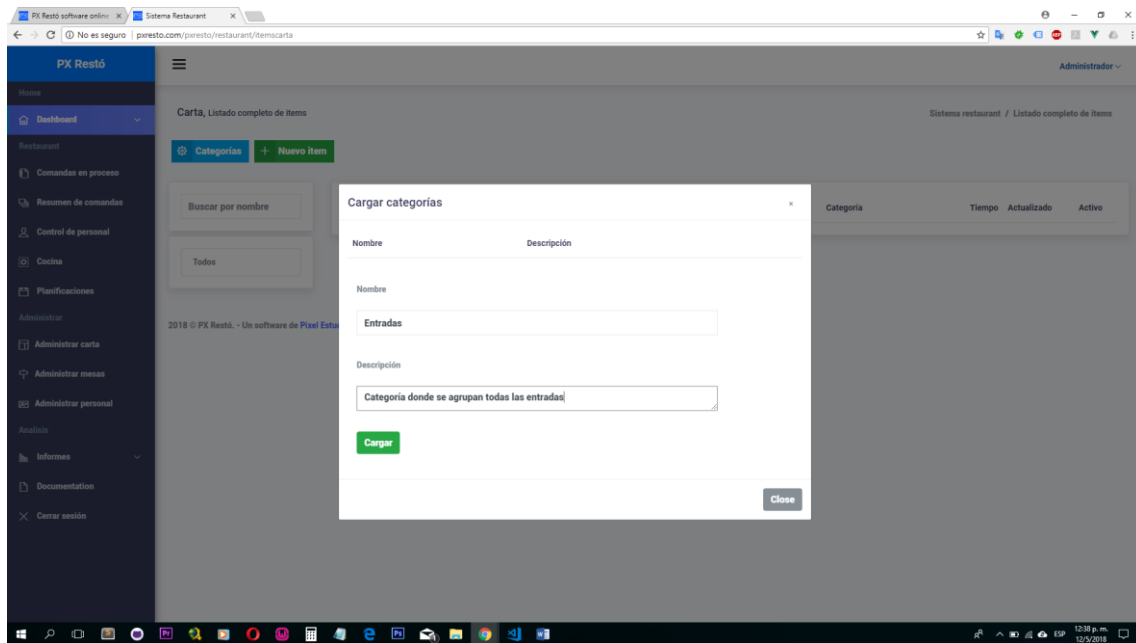 PX Restó software online
Sistema Restaurant
No es seguro | pxresto.com/pxresto/restaurant/itemscarta
PX Restó
Administrador
Home
Dashboard
Carta, Listado completo de items
Sistema restaurant / Listado completo de items
Restaurant
Categorías
Nuevo item
Comandas en proceso
Resumen de comandas
Control de personal
Cocina
Planificaciones
Administrar
Administrar carta
Administrar mesas
Administrar personal
Analisis
Informes
Documentation
Cerrar sesión
Buscar por nombre
Todos
Categoria
Tiempo Actualizado Activo
2018 © PX Restó. - Un software de Pixel Estu
Cargar categorías
×
Nombre
Descripción
Nombre
Entradas
Descripción
Categoría donde se agrupan todas las entradas
Cargar
Close
ESP
12:38 p. m.
12/5/2018